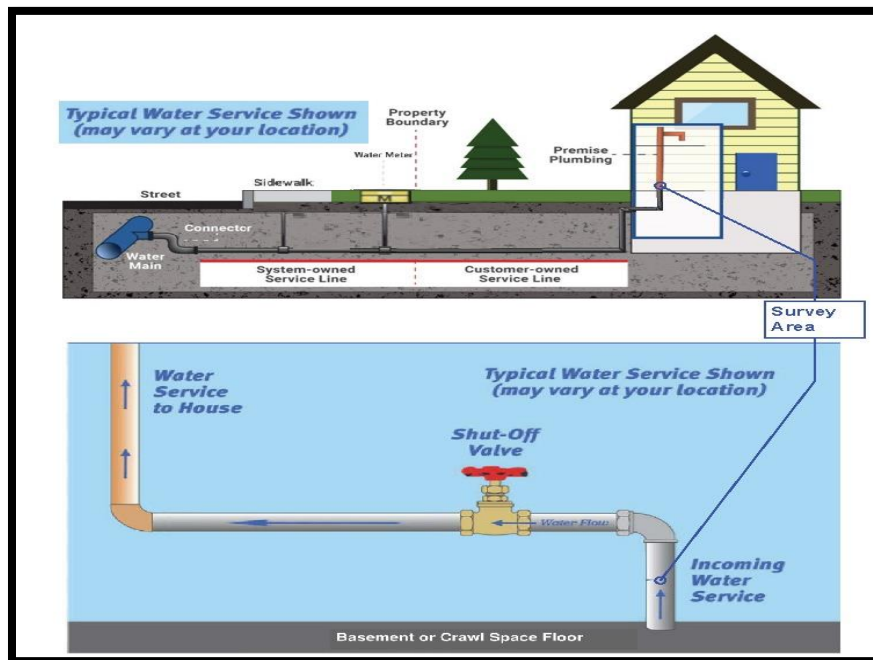 Typical Water Service Shown
(may vary at your location)
Property
Boundary
Water Meter
Premise
Plumbing
Sidewalk
Street
M
Connector
Water
Main
System-owned
Service Line
Customer-owned
Service Line
Survey
Area
Water
Service
to House
Typical Water Service Shown
(may vary at your location)
Shut-Off
Valve
Water Flow
Incoming
Water
Service
Basement or Crawl Space Floor